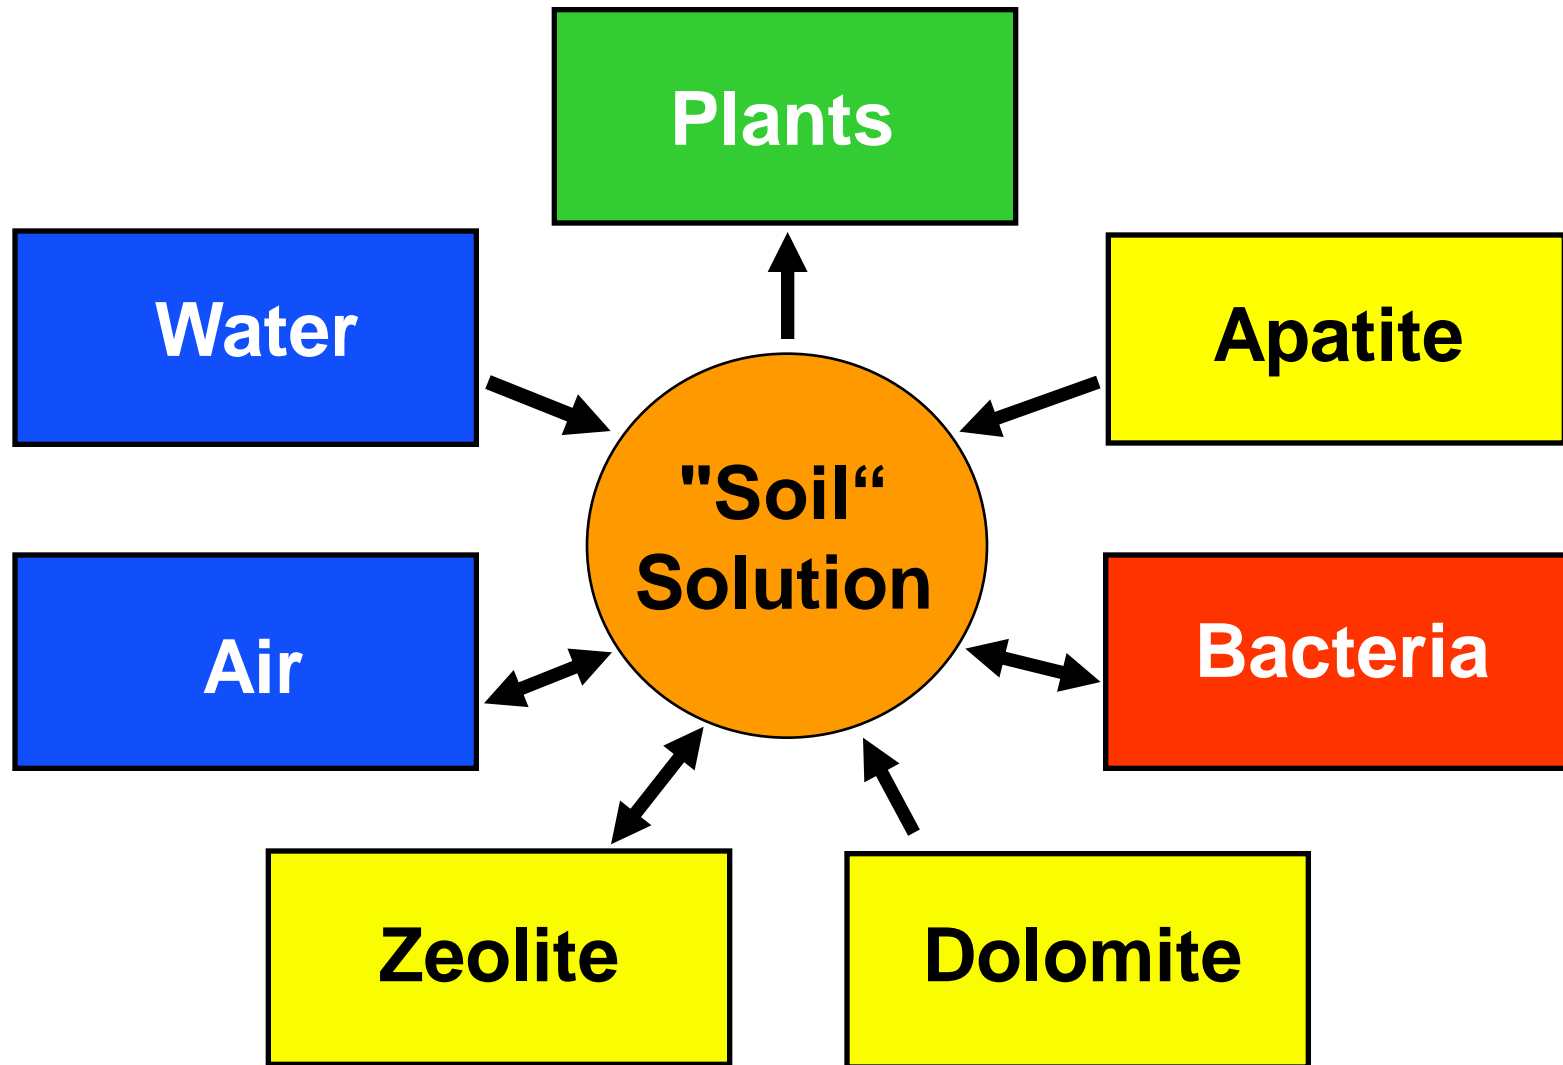 Plants
Water
Apatite
"Soil“
Solution
Air
Bacteria
Zeolite
Dolomite